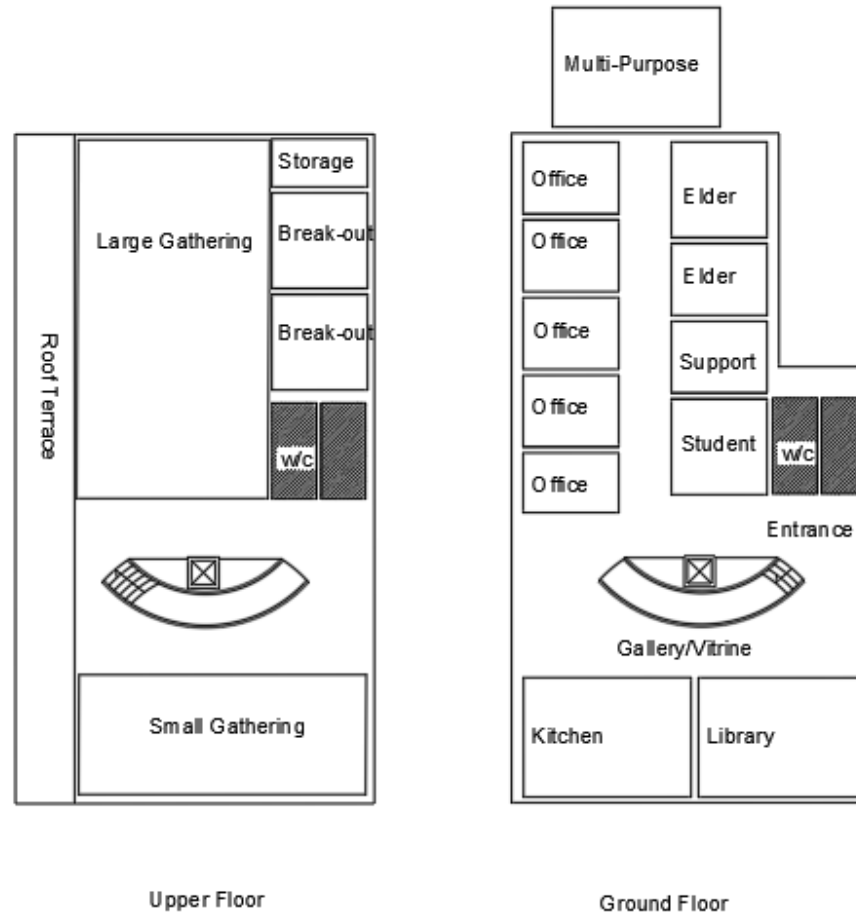 Storage
Large Gathering
Break-out
Break-out
Roof Terrace
w/c
Small Gathering
Upper Floor
Multi-Purpose
Office
Elder
Office
Elder
Office
Support
Office
Student
w/c
Office
Entrance
Gallery/Vitrine
Kitchen
Library
Ground Floor